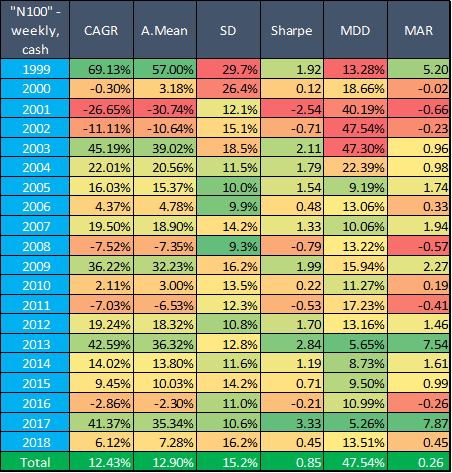 "N100" - weekly, cash CAGR A.Mean SD Sharpe MDD MAR
1999 69.13% 57.00% 29.7% 1.92 13.28% 5.20
2000 -0.30% 3.18% 26.4% 0.12 18.66% -0.02
2001 -26.65% -30.74% 12.1% -2.54 40.19% -0.66
2002 -11.11% -10.64% 15.1% -0.71 47.54% -0.23
2003 45.19% 39.02% 18.5% 2.11 47.30% 0.96
2004 22.01% 20.56% 11.5% 1.79 22.39% 0.98
2005 16.03% 15.37% 10.0% 1.54 9.19% 1.74
2006 4.37% 4.78% 9.9% 0.48 13.06% 0.33
2007 19.50% 18.90% 14.2% 1.33 10.06% 1.94
2008 -7.52% -7.35% 9.3% -0.79 13.22% -0.57
2009 36.22% 32.23% 16.2% 1.99 15.94% 2.27
2010 2.11% 3.00% 13.5% 0.22 11.27% 0.19
2011 -7.03% -6.53% 12.3% -0.53 17.23% -0.41
2012 19.24% 18.32% 10.8% 1.70 13.16% 1.46
2013 42.59% 36.32% 12.8% 2.84 5.65% 7.54
2014 14.02% 13.80% 11.6% 1.19 8.73% 1.61
2015 9.45% 10.03% 14.2% 0.71 9.50% 0.99
2016 -2.86% -2.30% 11.0% -0.21 10.99% -0.26
2017 41.37% 35.34% 10.6% 3.33 5.26% 7.87
2018 6.12% 7.28% 16.2% 0.45 13.51% 0.45
Total 12.43% 12.90% 15.2% 0.85 47.54% 0.26